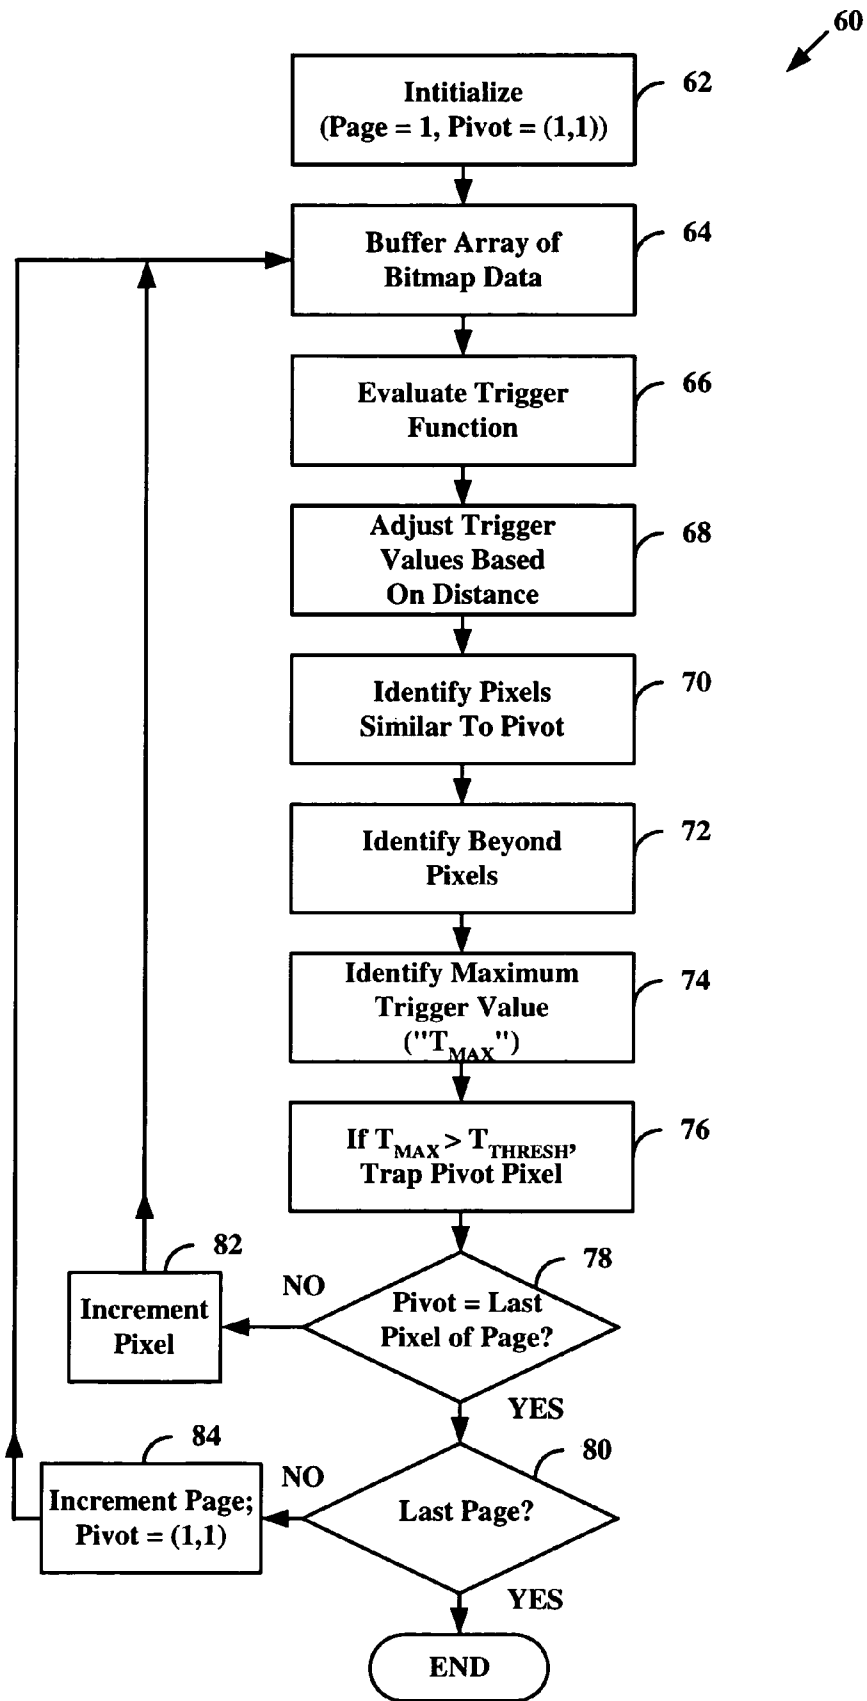 60
Intitialize
(Page = 1, Pivot = (1,1))
62
Buffer Array of
Bitmap Data
64
Evaluate Trigger
Function
66
Adjust Trigger
Values Based
On Distance
68
Identify Pixels
Similar To Pivot
70
Identify Beyond
Pixels
72
Identify Maximum
Trigger Value
("T_MAX")
74
If T_MAX > T_THRESH,
Trap Pivot Pixel
76
82
Increment
Pixel
NO
Pivot = Last
Pixel of Page?
78
YES
84
Increment Page;
Pivot = (1,1)
NO
Last Page?
80
YES
END